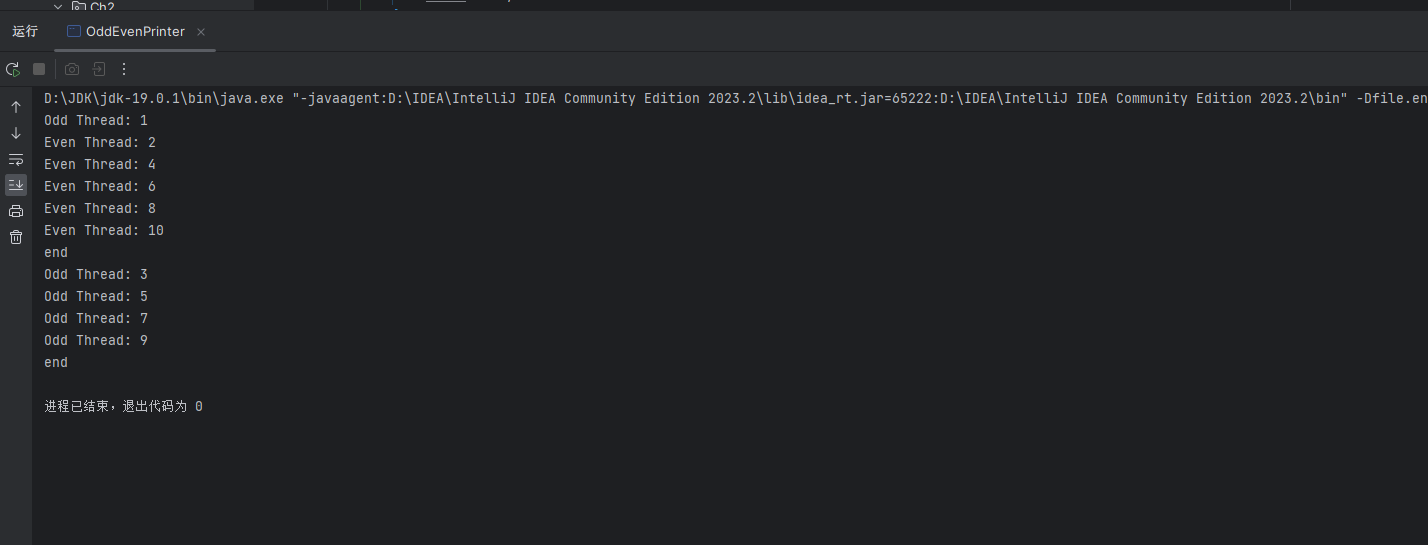 Ch2
运行 OddEvenPrinter
D:\JDK\jdk-19.0.1\bin\java.exe "-javaagent:D:\IDEA\IntelliJ IDEA Community Edition 2023.2\lib\idea_rt.jar=65222:D:\IDEA\IntelliJ IDEA Community Edition 2023.2\bin" -Dfile.en
Odd Thread: 1
Even Thread: 2
Even Thread: 4
Even Thread: 6
Even Thread: 8
Even Thread: 10
end
Odd Thread: 3
Odd Thread: 5
Odd Thread: 7
Odd Thread: 9
end
进程已结束，退出代码为 0